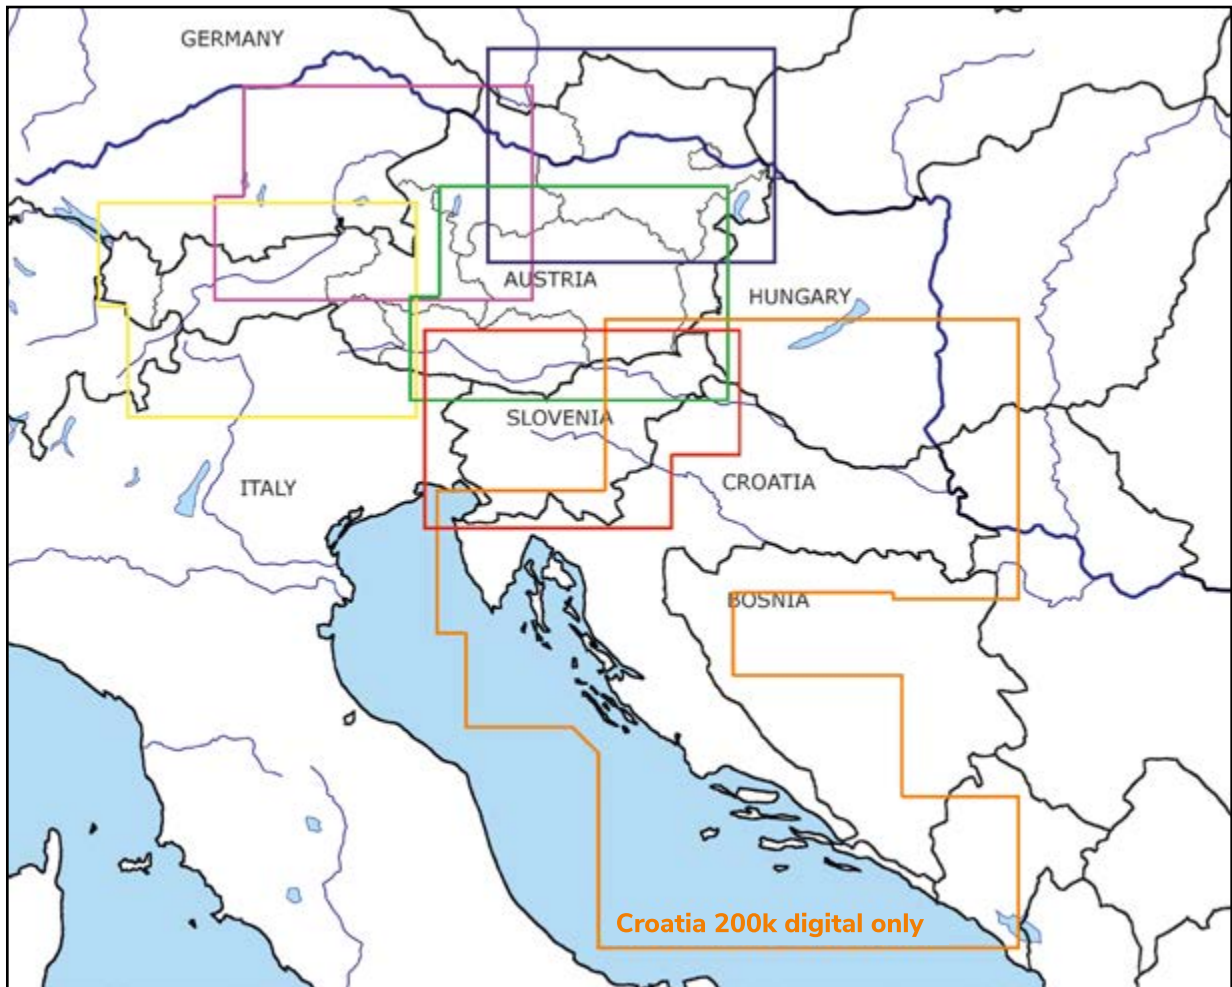 GERMANY
AUSTRIA
HUNGARY
SLOVENIA
CROATIA
ITALY
BOSNIA
Croatia 200k digital only